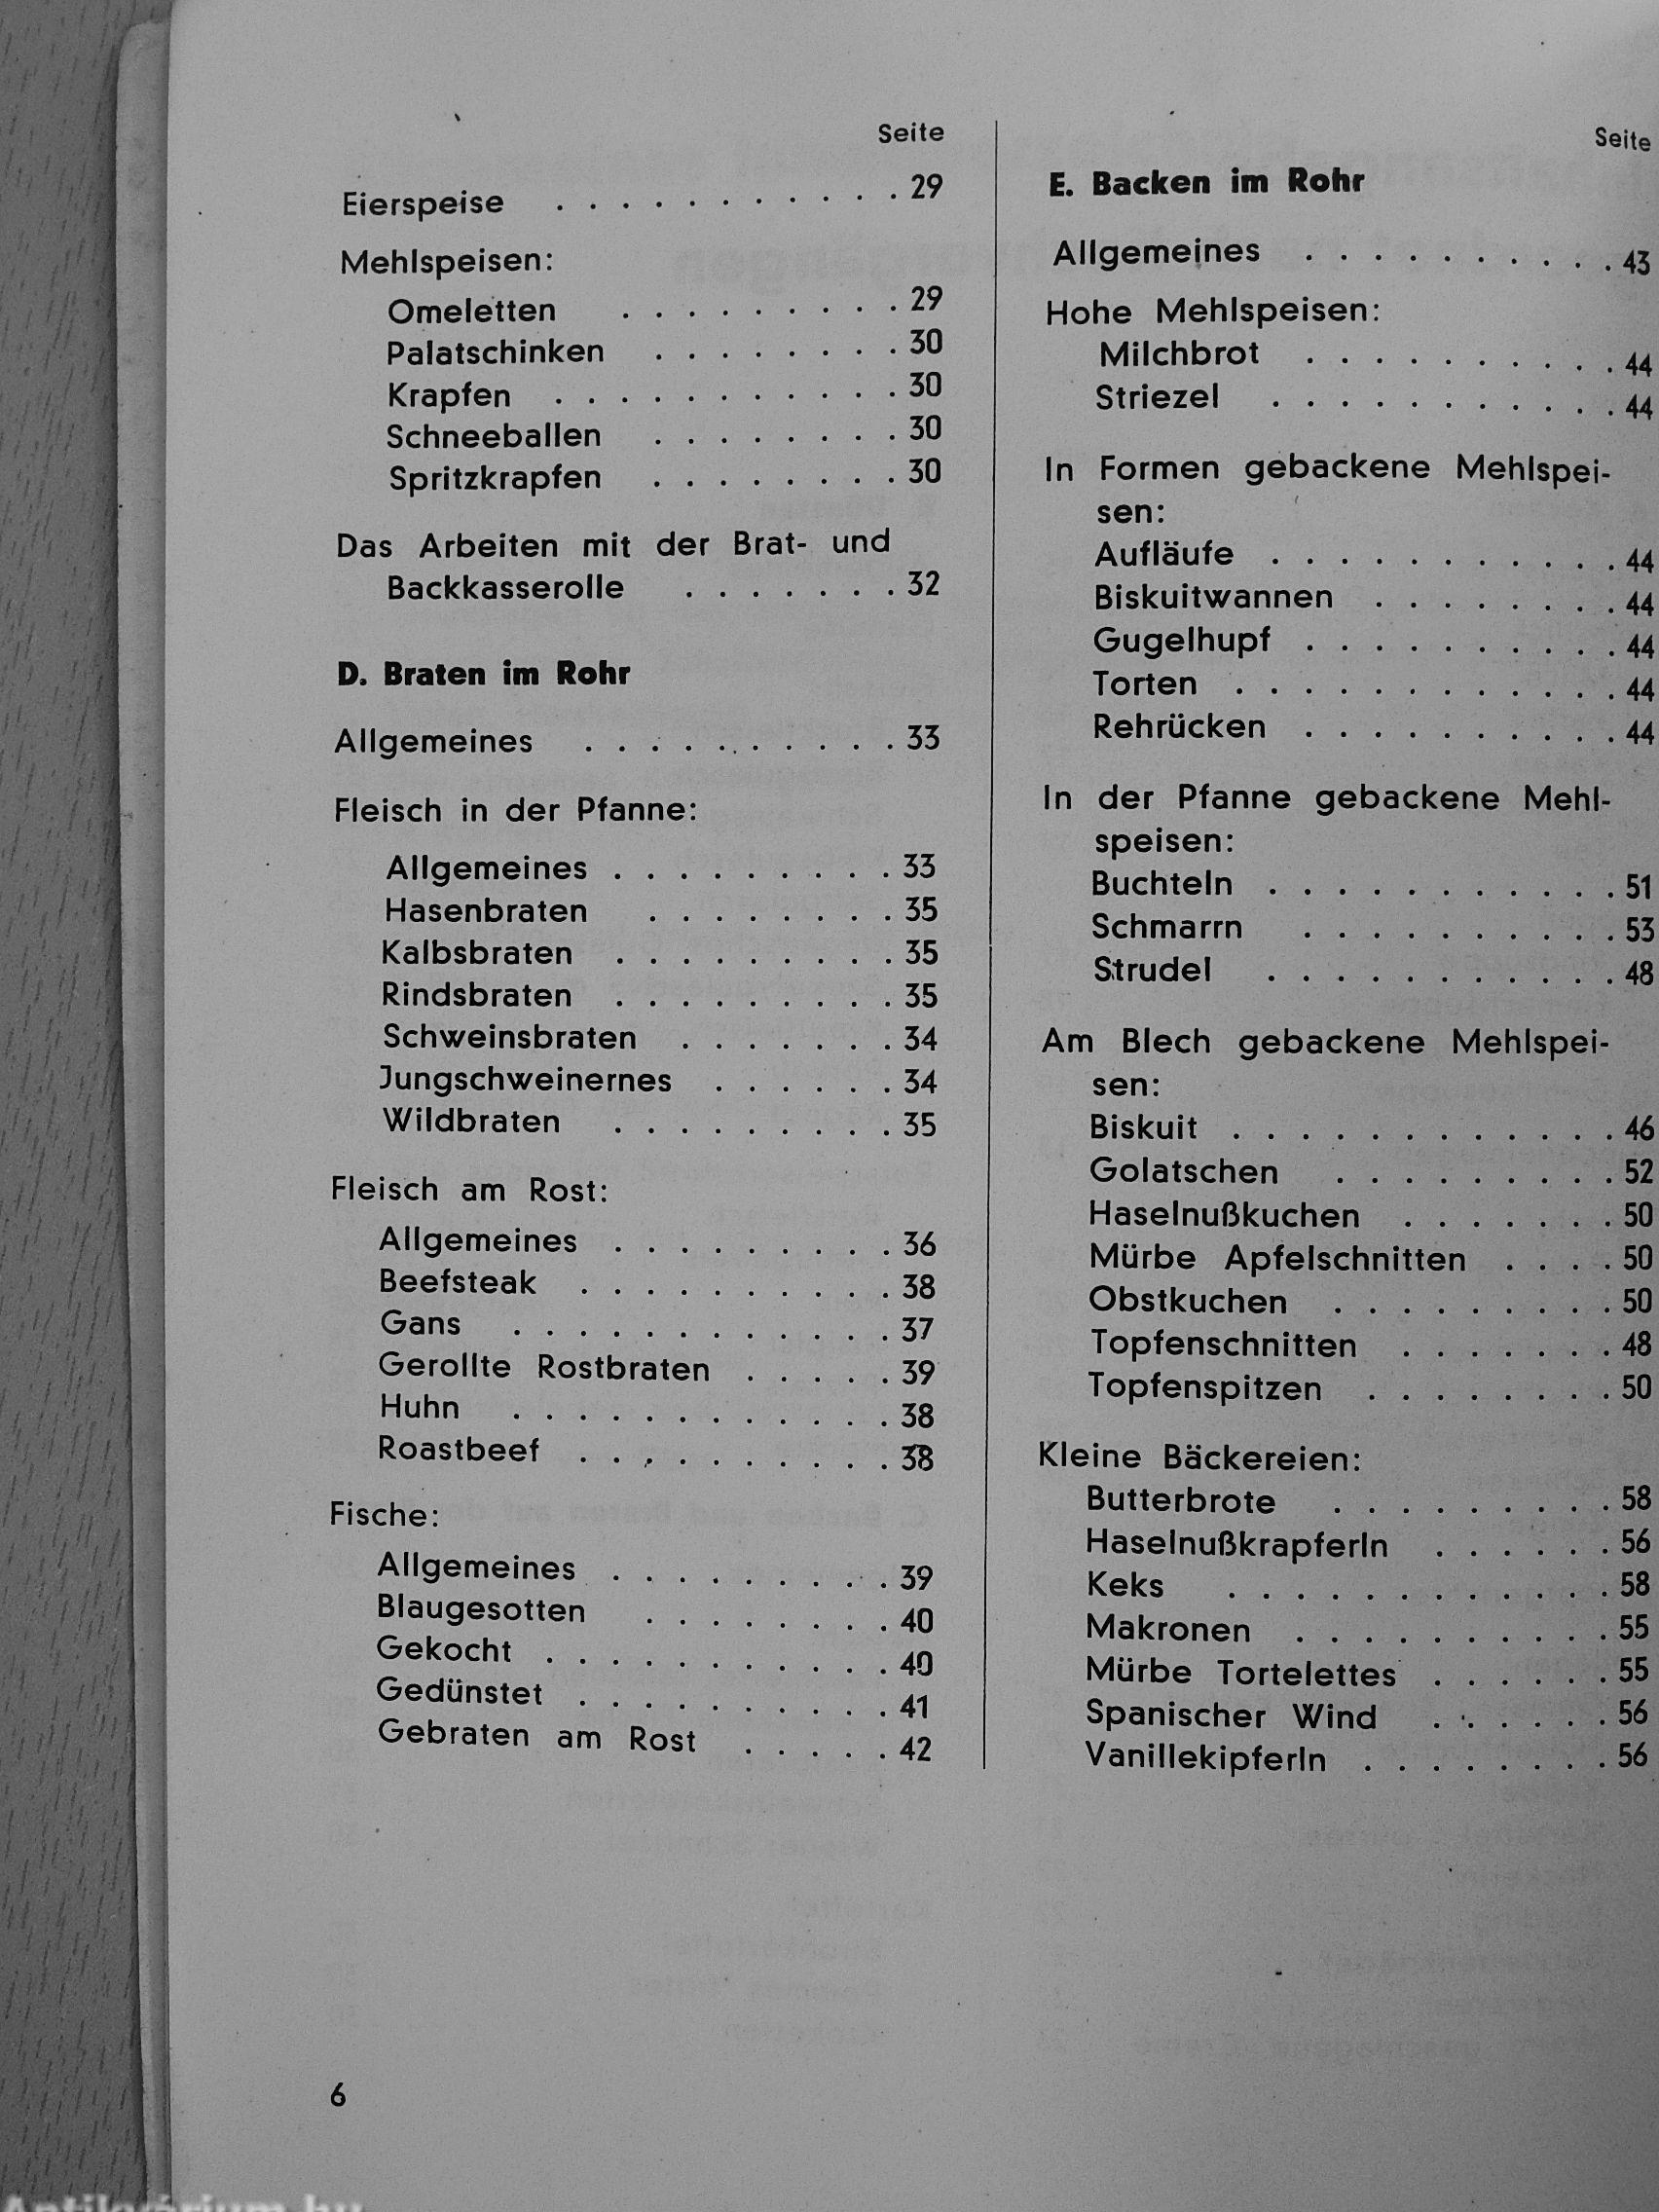 Seite
Eierspeise . . . . . . . . . . . 29
Mehlspeisen:
Omeletten . . . . . . . . . 29
Palatschinken . . . . . . . . 30
Krapfen . . . . . . . . . . . 30
Schneeballen . . . . . . . . 30
Spritzkrapfen . . . . . . . . 30
Das Arbeiten mit der Brat- und
Backkasserolle . . . . . . . 32
D. Braten im Rohr
Allgemeines . . . . . . . . . . 33
Fleisch in der Pfanne:
Allgemeines . . . . . . . . . 33
Hasenbraten . . . . . . . . 35
Kalbsbraten . . . . . . . . . 35
Rindsbraten . . . . . . . . . 35
Schweinsbraten . . . . . . . 34
Jungschweinernes . . . . . . 34
Wildbraten . . . . . . . . . 35
Fleisch am Rost:
Allgemeines . . . . . . . . . 36
Beefsteak . . . . . . . . . . 38
Gans . . . . . . . . . . . . 37
Gerollte Rostbraten . . . . . 39
Huhn . . . . . . . . . . . . 38
Roastbeef . . . . . . . . . . 38
Fische:
Allgemeines . . . . . . . . . 39
Blaugesotten . . . . . . . . 40
Gekocht . . . . . . . . . . . 40
Gedünstet . . . . . . . . . . 41
Gebraten am Rost . . . . . 42
Seite
E. Backen im Rohr
Allgemeines . . . . . . . . . . 43
Hohe Mehlspeisen:
Milchbrot . . . . . . . . . . 44
Striezel . . . . . . . . . . . 44
In Formen gebackene Mehlspei-
sen:
Aufläufe . . . . . . . . . . . 44
Biskuitwannen . . . . . . . . 44
Gugelhupf . . . . . . . . . . 44
Torten . . . . . . . . . . . . 44
Rehrücken . . . . . . . . . . 44
In der Pfanne gebackene Mehl-
speisen:
Buchteln . . . . . . . . . . . 51
Schmarrn . . . . . . . . . . 53
Strudel . . . . . . . . . . . 48
Am Blech gebackene Mehlspei-
sen:
Biskuit . . . . . . . . . . . . 46
Golatschen . . . . . . . . . 52
Haselnußkuchen . . . . . . . 50
Mürbe Apfelschnitten . . . . 50
Obstkuchen . . . . . . . . . 50
Topfenschnitten . . . . . . . 48
Topfenspitzen . . . . . . . . 50
Kleine Bäckereien:
Butterbrote . . . . . . . . . 58
Haselnußkrapferln . . . . . . 56
Keks . . . . . . . . . . . . 58
Makronen . . . . . . . . . . 55
Mürbe Tortelettes . . . . . . 55
Spanischer Wind . . . . . . 56
Vanillekipferln . . . . . . . . 56
6
Antikvárium.hu